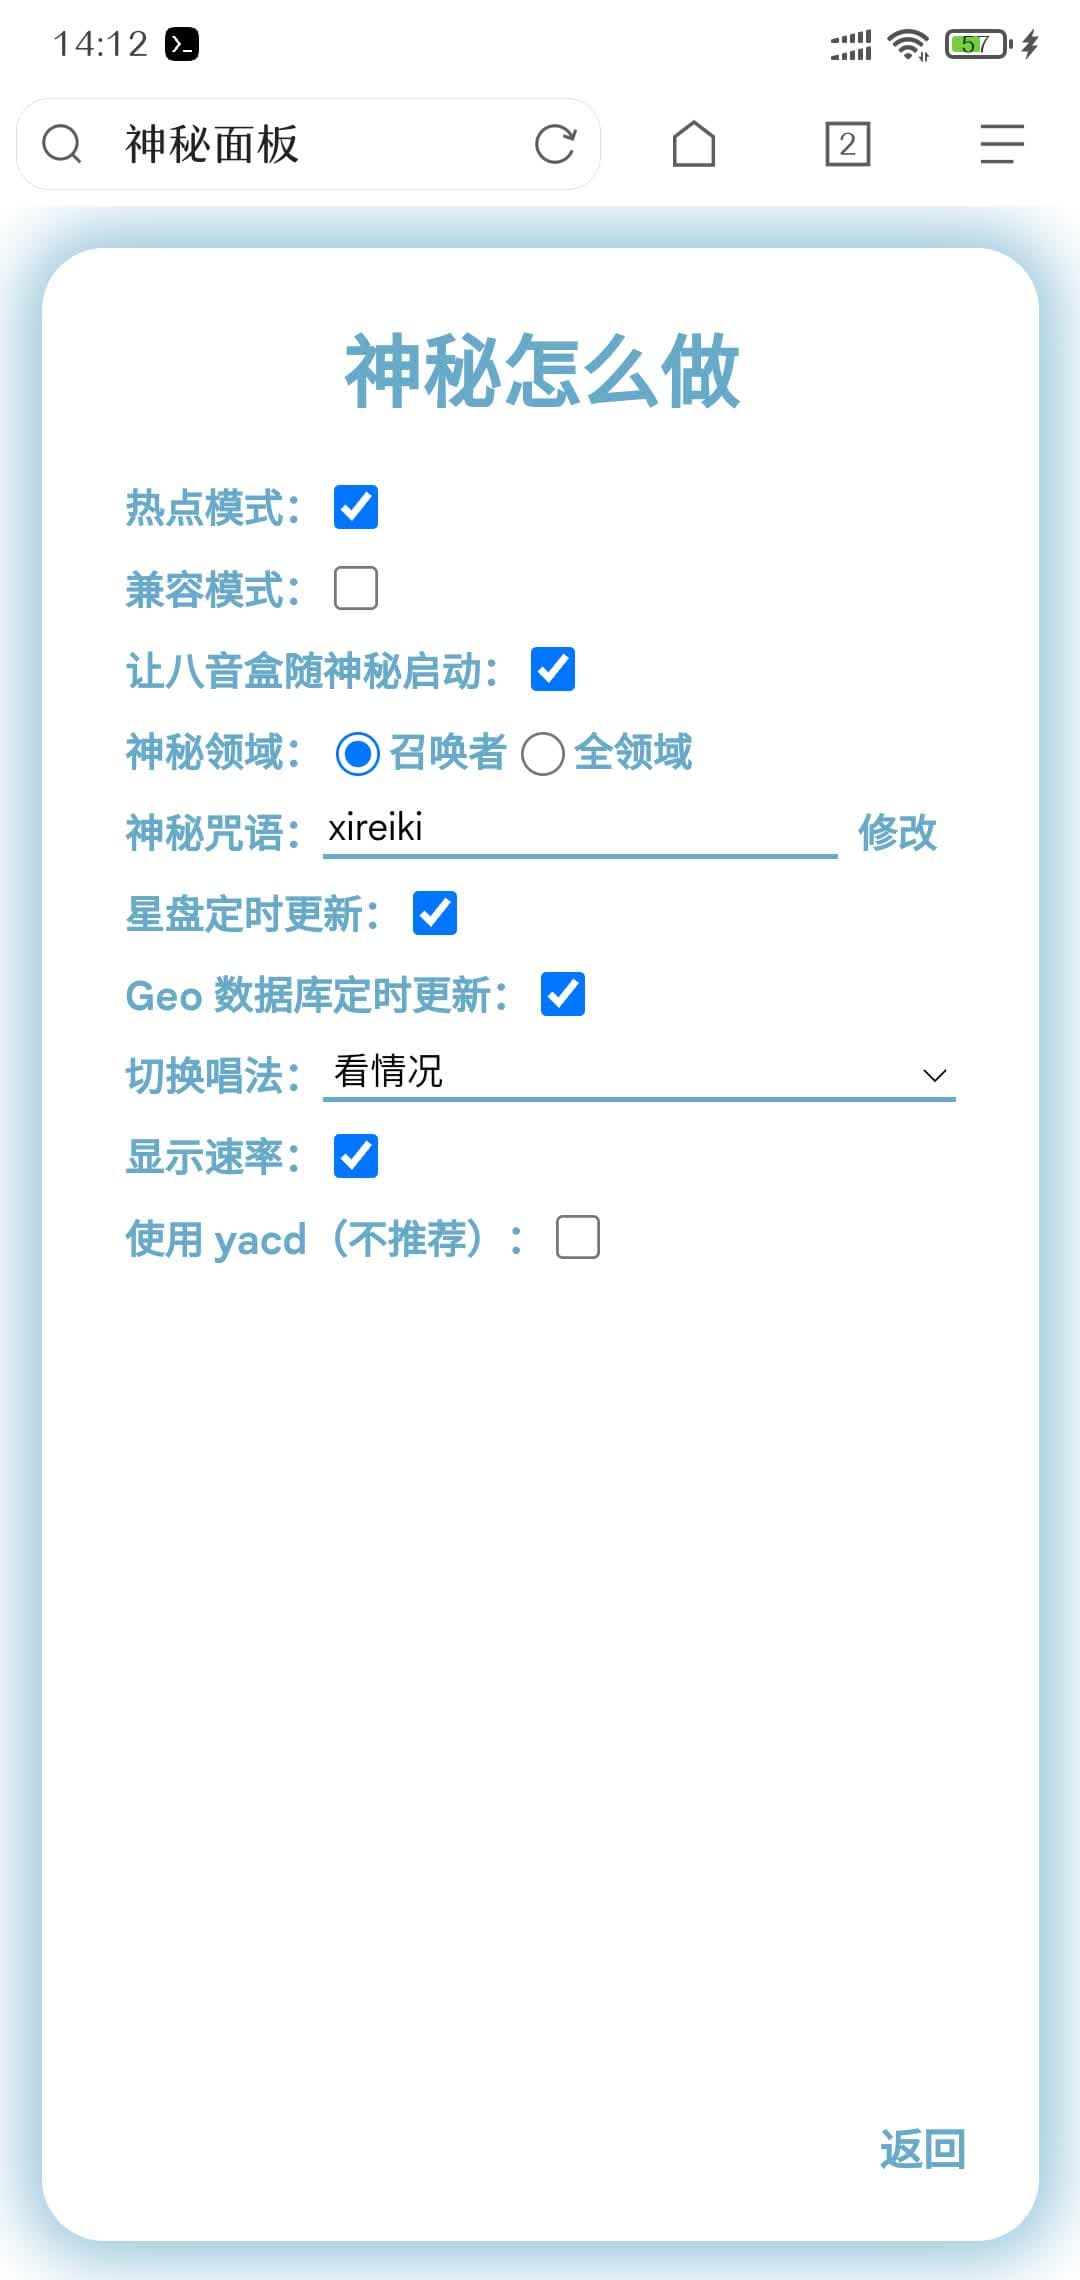 14:12
57
神秘面板
2
神秘怎么做
热点模式：
兼容模式：
让八音盒随神秘启动：
神秘领域： 召唤者 全领域
神秘咒语： xireiki 修改
星盘定时更新：
Geo 数据库定时更新：
切换唱法： 看情况
显示速率：
使用 yacd（不推荐）：
返回